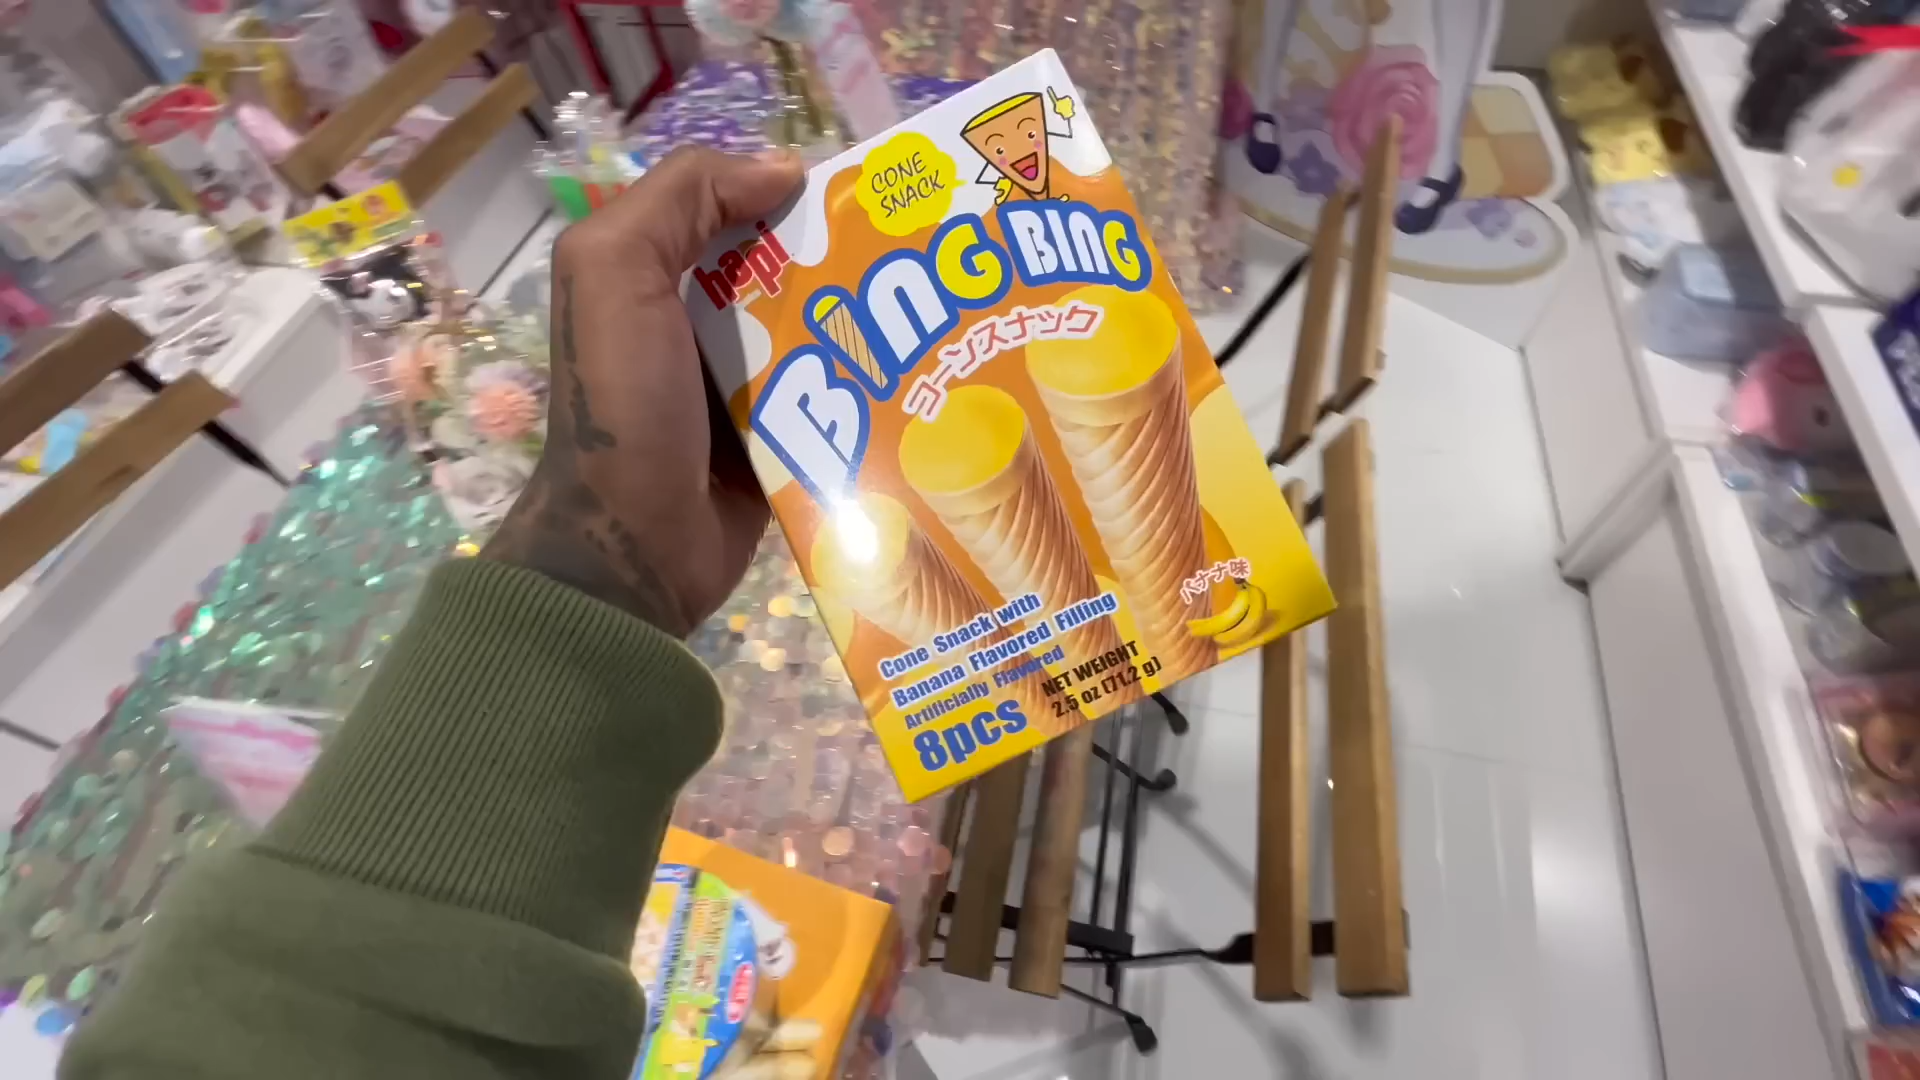 CONE
SNACK
hapi
BING BING
コーンスナック
バナナ味
Cone Snack with
Banana Flavored Filling
Artificially Flavored
8pcs
NET WEIGHT
2.5 oz (71.2 g)